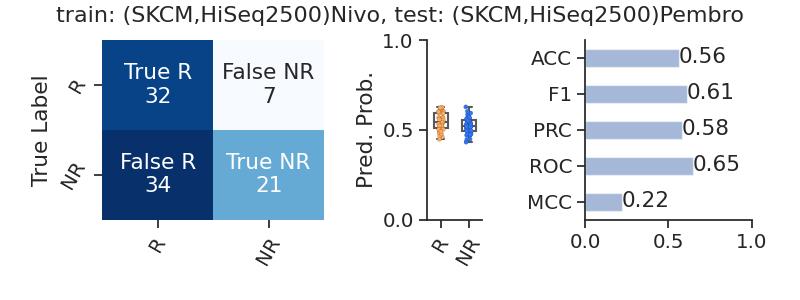 train: (SKCM,HiSeq2500)Nivo, test: (SKCM,HiSeq2500)Pembro
True Label
R
NR
True R
32
False NR
7
False R
34
True NR
21
R
NR
Pred. Prob.
1.0
0.5
0.0
R
NR
ACC
0.56
F1
0.61
PRC
0.58
ROC
0.65
MCC
0.22
0.0
0.5
1.0